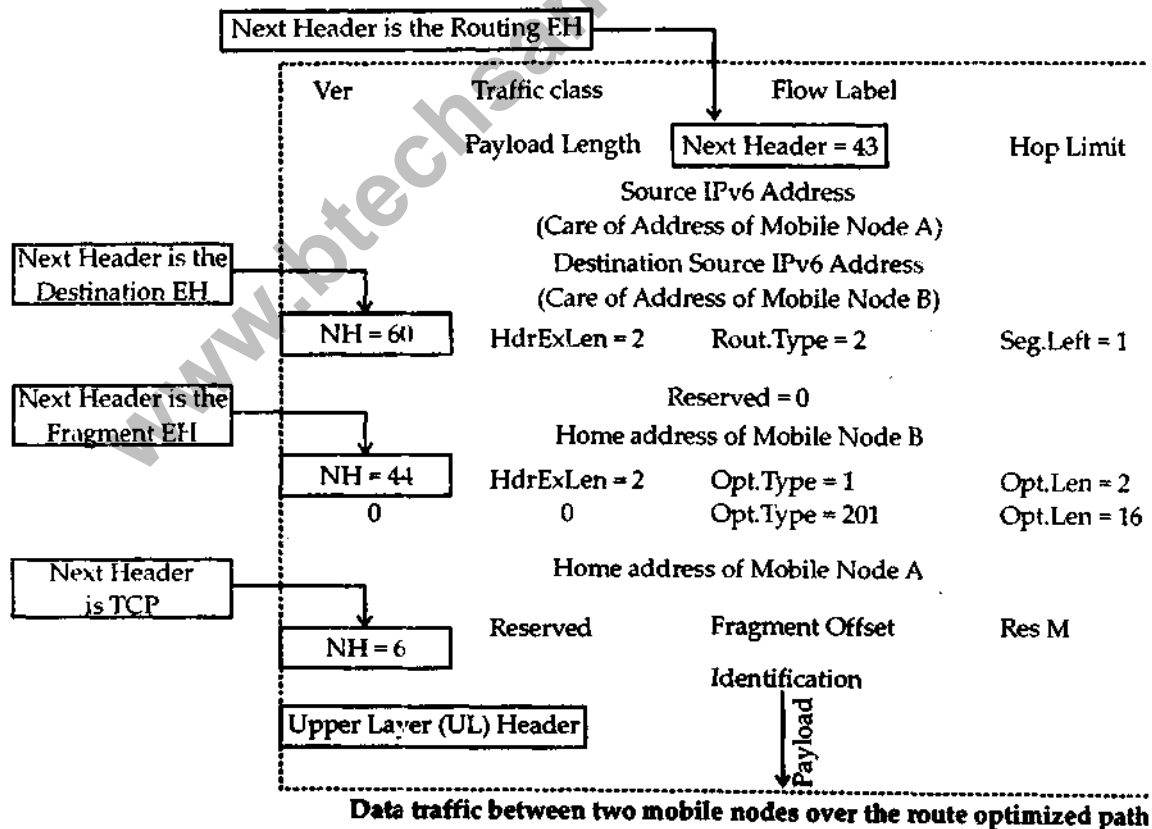 Next Header is the Routing EH
Ver Traffic class Flow Label
Payload Length Next Header = 43 Hop Limit
Source IPv6 Address
(Care of Address of Mobile Node A)
Next Header is the
Destination EH
Destination Source IPv6 Address
(Care of Address of Mobile Node B)
NH = 60 HdrExLen = 2 Rout.Type = 2 Seg.Left = 1
Next Header is the
Fragment EH
Reserved = 0
Home address of Mobile Node B
NH = 44 HdrExLen = 2 Opt.Type = 1 Opt.Len = 2
0 0 Opt.Type = 201 Opt.Len = 16
Next Header
is TCP
Home address of Mobile Node A
NH = 6 Reserved Fragment Offset Res M
Identification
Upper Layer (UL) Header
Payload
Data traffic between two mobile nodes over the route optimized path
www.btechsa